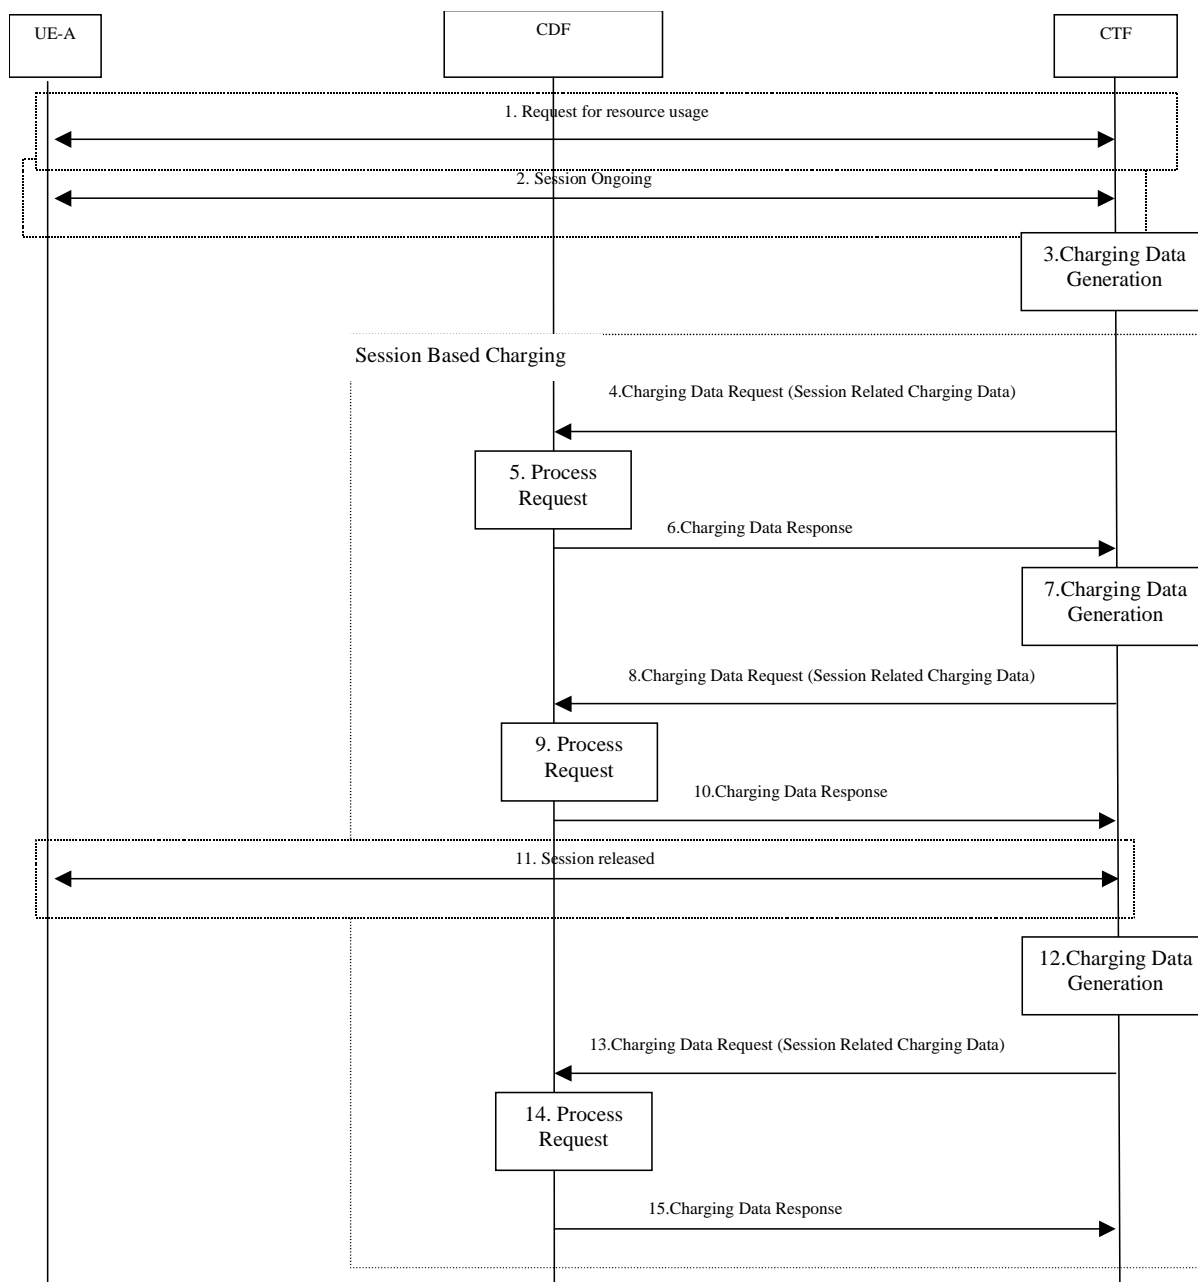 UE-A
CDF
CTF
1. Request for resource usage
2. Session Ongoing
3.Charging Data
Generation
Session Based Charging
4.Charging Data Request (Session Related Charging Data)
5. Process
Request
6.Charging Data Response
7.Charging Data
Generation
8.Charging Data Request (Session Related Charging Data)
9. Process
Request
10.Charging Data Response
11. Session released
12.Charging Data
Generation
13.Charging Data Request (Session Related Charging Data)
14. Process
Request
15.Charging Data Response